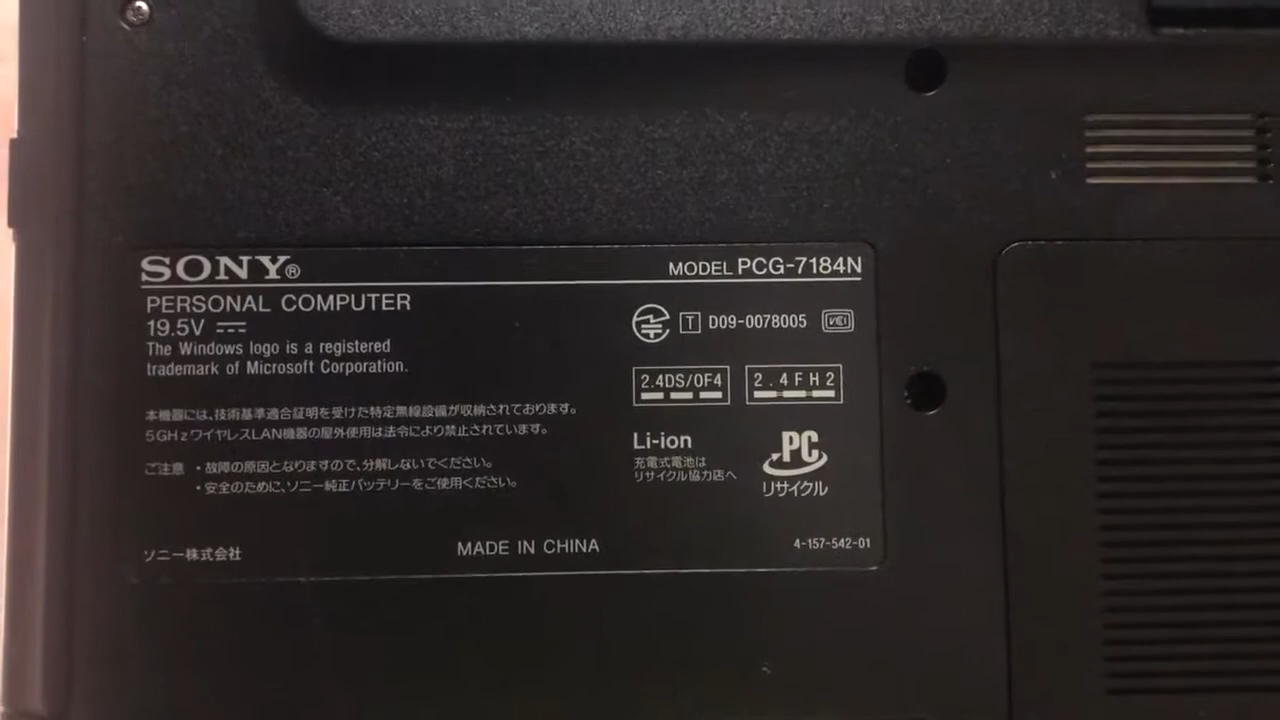 SONY®
MODEL PCG-7184N
PERSONAL COMPUTER
19.5V
The Windows logo is a registered
trademark of Microsoft Corporation.
T D09-0078005 VCCI
2.4DS/OF4 2.4FH2
本機器には、技術基準適合証明を受けた特定無線設備が収納されております。
5GHzワイヤレスLAN機器の屋外使用は法令により禁止されています。
ご注意 ・故障の原因となりますので、分解しないでください。
・安全のために、ソニー純正バッテリーをご使用ください。
Li-ion
充電式電池は
リサイクル協力店へ
PC
リサイクル
ソニー株式会社
MADE IN CHINA
4-157-542-01